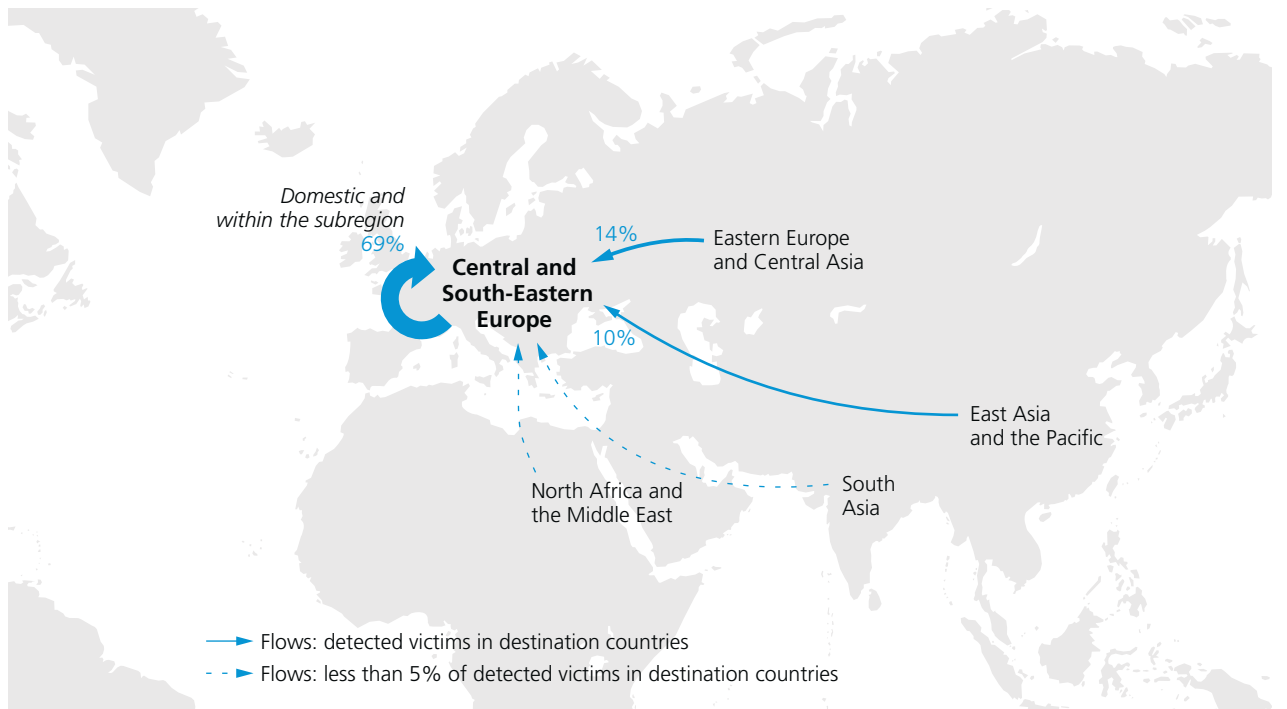 Domestic and
within the subregion
69%
Central and
South-Eastern
Europe
14%
Eastern Europe
and Central Asia
10%
East Asia
and the Pacific
North Africa and
the Middle East
South
Asia
Flows: detected victims in destination countries
Flows: less than 5% of detected victims in destination countries